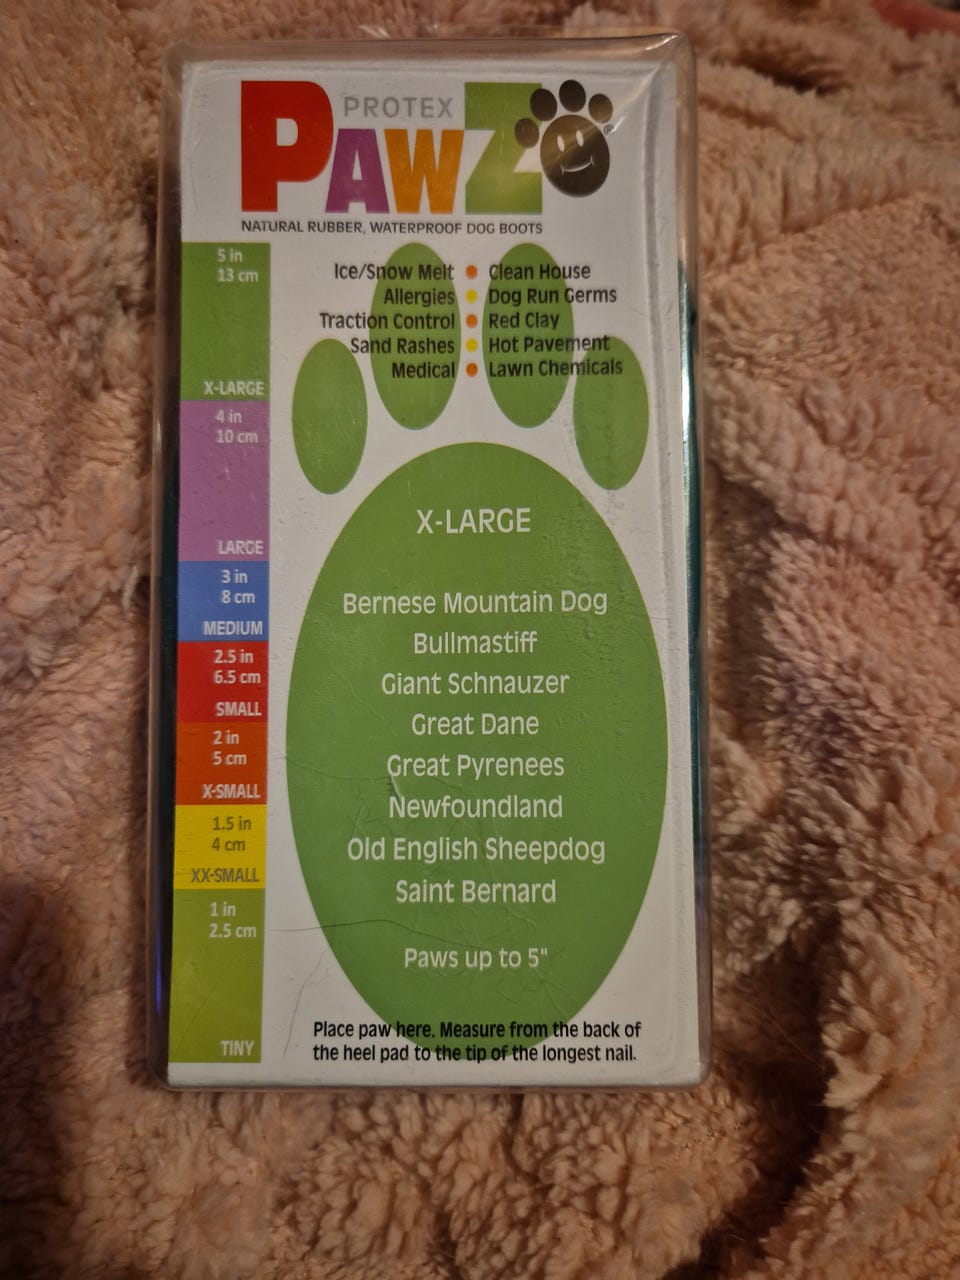 PROTEX
PAWZ®
NATURAL RUBBER, WATERPROOF DOG BOOTS
Ice/Snow Melt • Clean House
Allergies • Dog Run Germs
Traction Control • Red Clay
Sand Rashes • Hot Pavement
Medical • Lawn Chemicals
5 in
13 cm
X-LARGE
4 in
10 cm
LARGE
3 in
8 cm
MEDIUM
2.5 in
6.5 cm
SMALL
2 in
5 cm
X-SMALL
1.5 in
4 cm
XX-SMALL
1 in
2.5 cm
TINY
X-LARGE
Bernese Mountain Dog
Bullmastiff
Giant Schnauzer
Great Dane
Great Pyrenees
Newfoundland
Old English Sheepdog
Saint Bernard
Paws up to 5"
Place paw here. Measure from the back of
the heel pad to the tip of the longest nail.